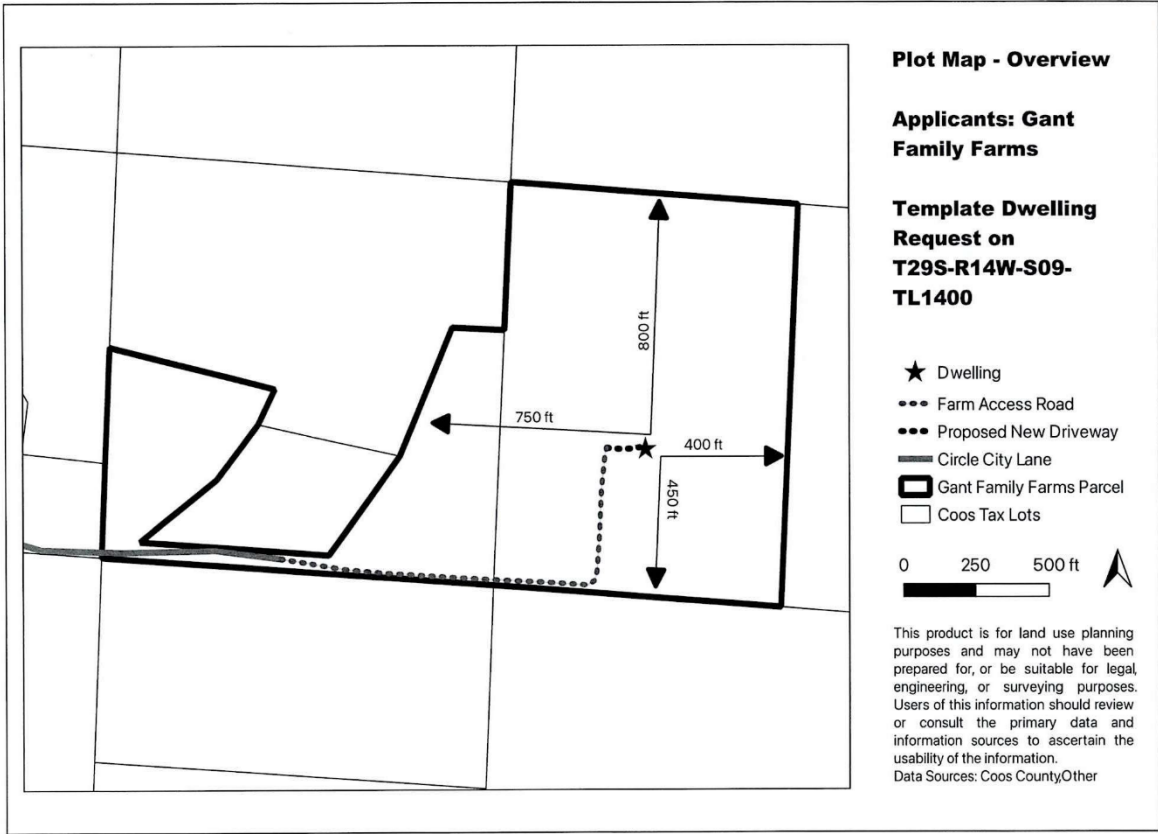 Plot Map - Overview
Applicants: Gant
Family Farms
Template Dwelling
Request on
T29S-R14W-S09-
TL1400
800 ft
750 ft
400 ft
450 ft
Dwelling
Farm Access Road
Proposed New Driveway
Circle City Lane
Gant Family Farms Parcel
Coos Tax Lots
0 250 500 ft
This product is for land use planning
purposes and may not have been
prepared for, or be suitable for legal,
engineering, or surveying purposes.
Users of this information should review
or consult the primary data and
information sources to ascertain the
usability of the information.
Data Sources: Coos County,Other